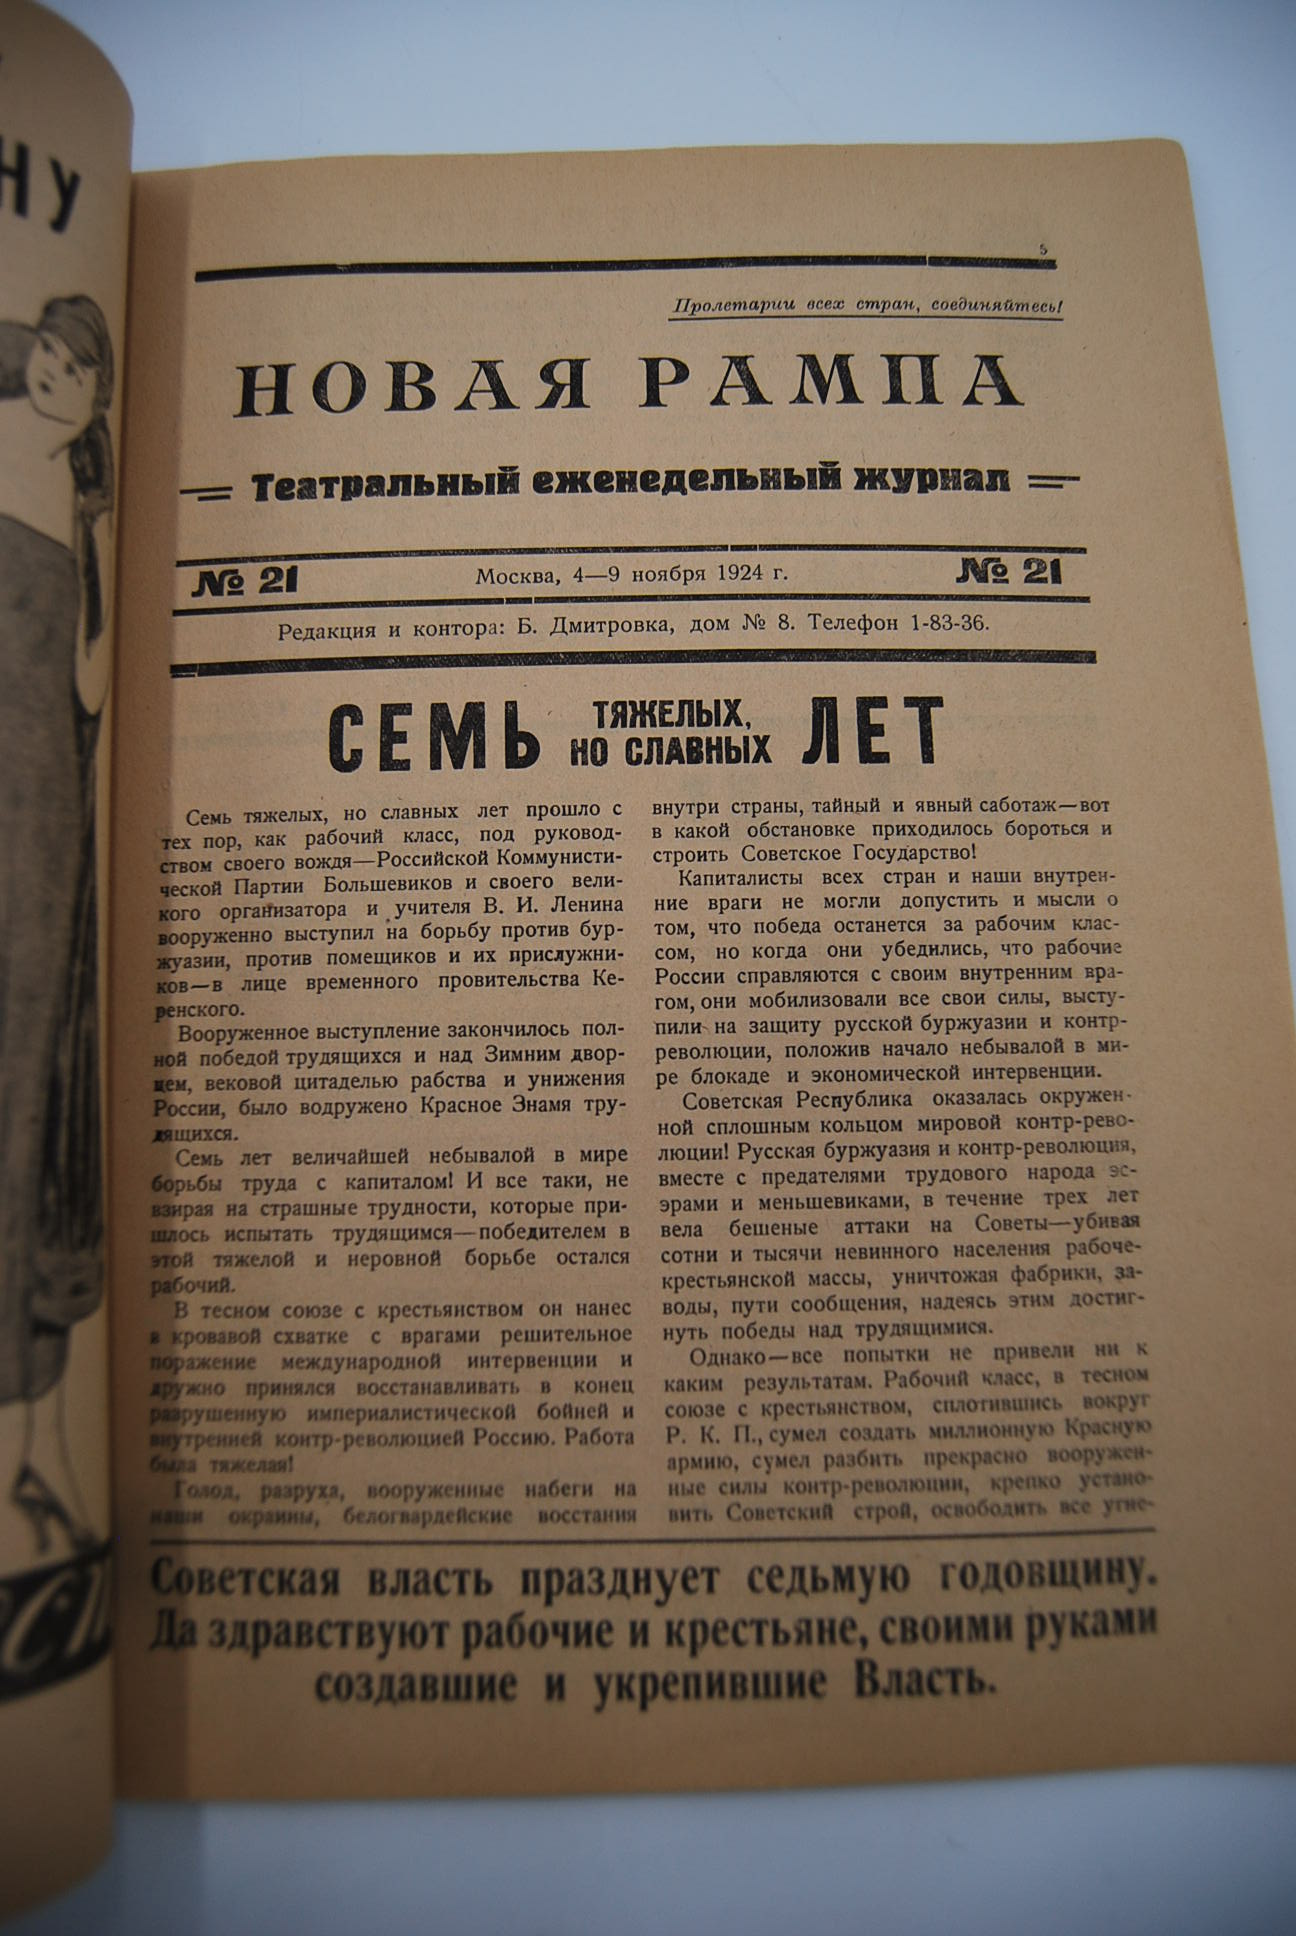 НУ
5
Пролетарии всех стран, соединяйтесь!
НОВАЯ РАМПА
Театральный еженедельный журнал
№ 21
Москва, 4—9 ноября 1924 г.
№ 21
Редакция и контора: Б. Дмитровка, дом № 8. Телефон 1-83-36.
СЕМЬ ТЯЖЕЛЫХ, НО СЛАВНЫХ ЛЕТ
Семь тяжелых, но славных лет прошло с
тех пор, как рабочий класс, под руковод-
ством своего вождя—Российской Коммунисти-
ческой Партии Большевиков и своего вели-
кого организатора и учителя В. И. Ленина
вооруженно выступил на борьбу против бур-
жуазии, против помещиков и их прислужни-
ков—в лице временного провительства Ке-
ренского.
Вооруженное выступление закончилось пол-
ной победой трудящихся и над Зимним двор-
цем, вековой цитаделью рабства и унижения
России, было водружено Красное Знамя тру-
дящихся.
Семь лет величайшей небывалой в мире
борьбы труда с капиталом! И все таки, не
взирая на страшные трудности, которые при-
шлось испытать трудящимся—победителем в
этой тяжелой и неровной борьбе остался
рабочий.
В тесном союзе с крестьянством он нанес
в кровавой схватке с врагами решительное
поражение международной интервенции и
дружно принялся восстанавливать в конец
разрушенную империалистической бойней и
внутренней контр-революцией Россию. Работа
была тяжелая!
Голод, разруха, вооруженные набеги на
наши окраины, белогвардейские восстания
внутри страны, тайный и явный саботаж—вот
в какой обстановке приходилось бороться и
строить Советское Государство!
Капиталисты всех стран и наши внутрен-
ние враги не могли допустить и мысли о
том, что победа останется за рабочим клас-
сом, но когда они убедились, что рабочие
России справляются с своим внутренним вра-
гом, они мобилизовали все свои силы, высту-
пили на защиту русской буржуазии и контр-
революции, положив начало небывалой в ми-
ре блокаде и экономической интервенции.
Советская Республика оказалась окружен-
ной сплошным кольцом мировой контр-рево-
люции! Русская буржуазия и контр-революция,
вместе с предателями трудового народа эс-
эрами и меньшевиками, в течение трех лет
вела бешеные аттаки на Советы—убивая
сотни и тысячи невинного населения рабоче-
крестьянской массы, уничтожая фабрики, за-
воды, пути сообщения, надеясь этим достиг-
нуть победы над трудящимися.
Однако—все попытки не привели ни к
каким результатам. Рабочий класс, в тесном
союзе с крестьянством, сплотившись вокруг
Р. К. П., сумел создать миллионную Красную
армию, сумел разбить прекрасно вооружен-
ные силы контр-революции, крепко устано-
вить Советский строй, освободить все угне-
Советская власть празднует седьмую годовщину.
Да здравствуют рабочие и крестьяне, своими руками
создавшие и укрепившие Власть.